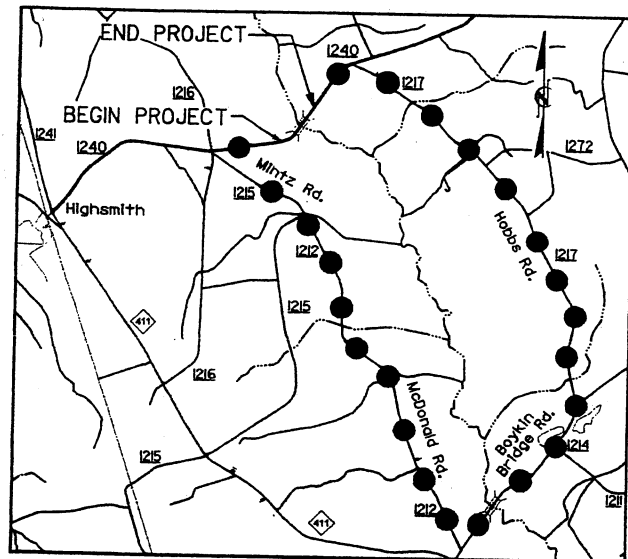 END PROJECT
1240
1217
1216
BEGIN PROJECT
1241
1240
1272
Mintz Rd.
1215
Highsmith
1212
Hobbs Rd.
1217
1215
411
1216
McDonald Rd.
Boykin
Bridge Rd.
1214
1215
1211
1212
411